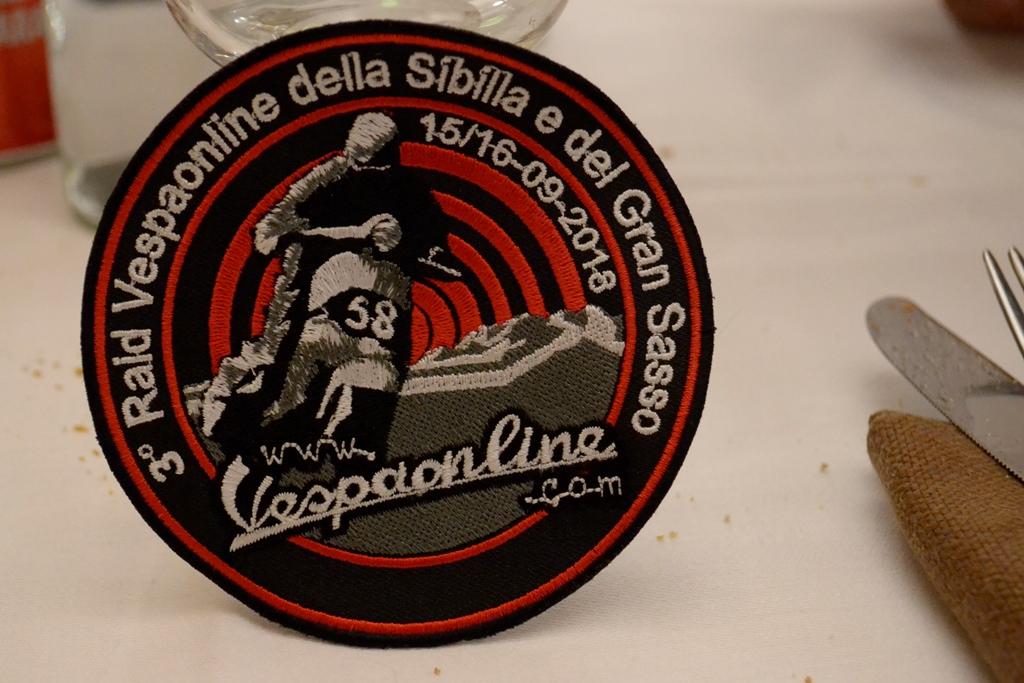 3° Raid Vespaonline della Sibilla e del Gran Sasso
15/16-09-2018
58
www.
Vespaonline
.com